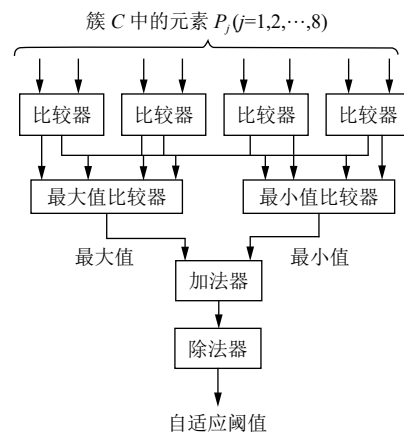 簇 C 中的元素 Pj(j=1,2,⋯,8)
比较器 比较器 比较器 比较器
最大值比较器 最小值比较器
最大值 最小值
加法器
除法器
自适应阈值